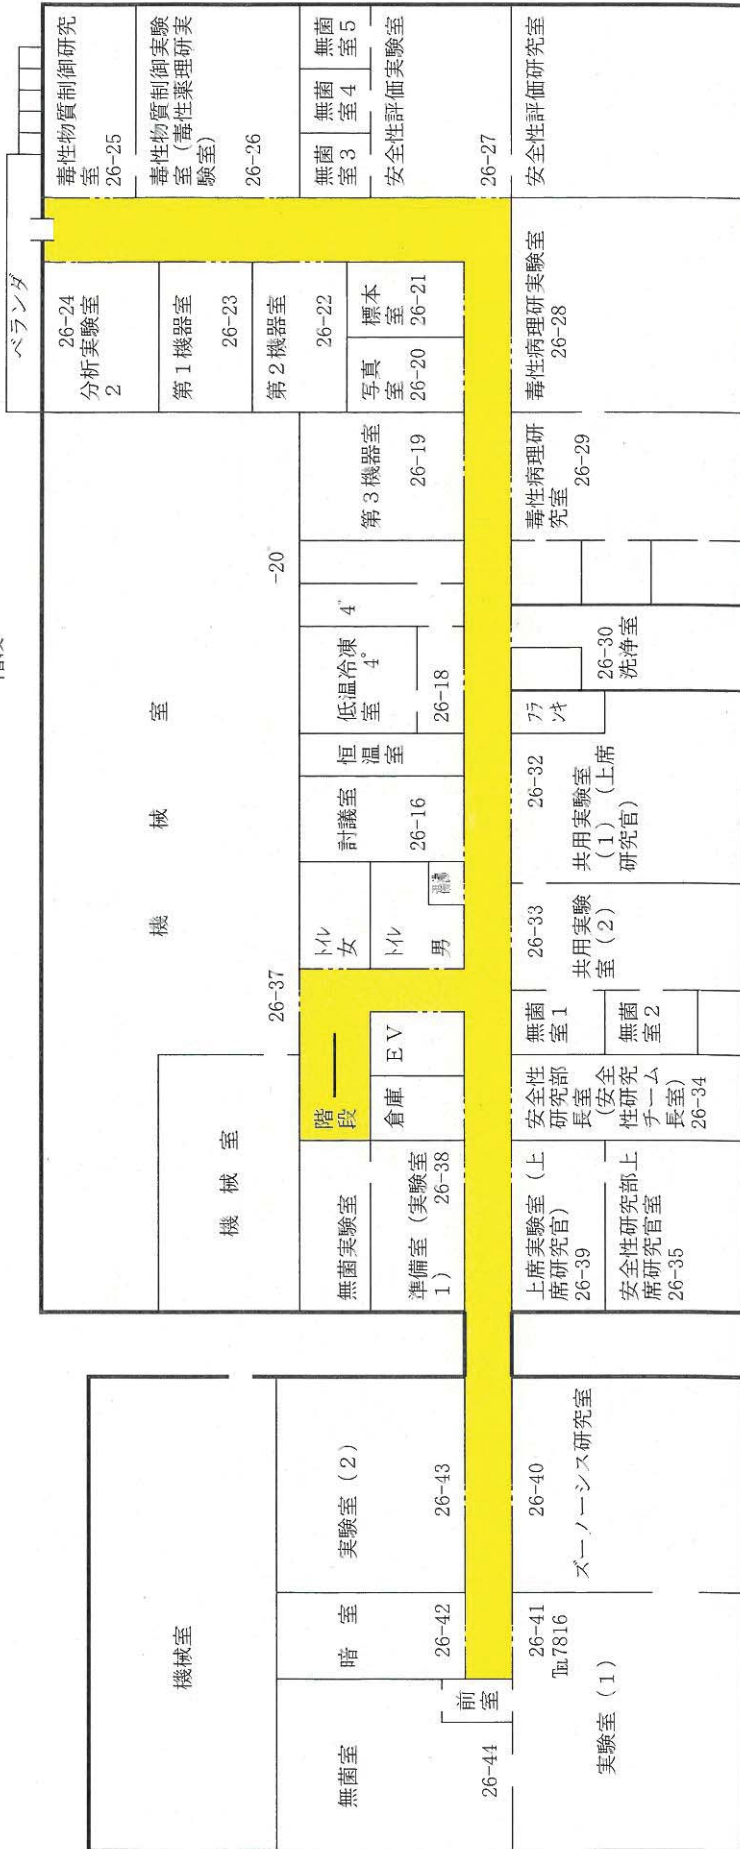 ベランダ
毒性物質制御研究
室
26-25
毒性物質制御実験
室（毒性薬理研実
験室）
26-26
無菌
室3
無菌
室4
無菌
室5
安全性評価実験室
26-27
安全性評価研究室
26-24
分析実験室
2
第1機器室
26-23
第2機器室
26-22
写真
室
26-20
標本
室
26-21
毒性病理研実験室
26-28
第3機器室
26-19
毒性病理研
究室
26-29
-20°
4°
低温冷凍
室 4°
26-18
恒
温
室
討議室
26-16
26-30
洗浄室
フラ
ンキ
26-32
共用実験室
（1）（上席
研究官）
26-33
共用実験
室（2）
トイレ
女
トイレ
男
機械室
26-37
階
段
EV
倉庫
無菌
室1
無菌
室2
安全性
研究部
長室
（安全
性研究
チーム
長室）
26-34
機械室
無菌実験室
準備室（実験室
1） 26-38
上席実験室（上
席研究官）
26-39
安全性研究部上
席研究官室
26-35
機械室
実験室（2）
26-43
26-40
ズーノーシス研究室
暗室
26-42
26-41
TEL7816
実験室（1）
前
室
無菌室
26-44